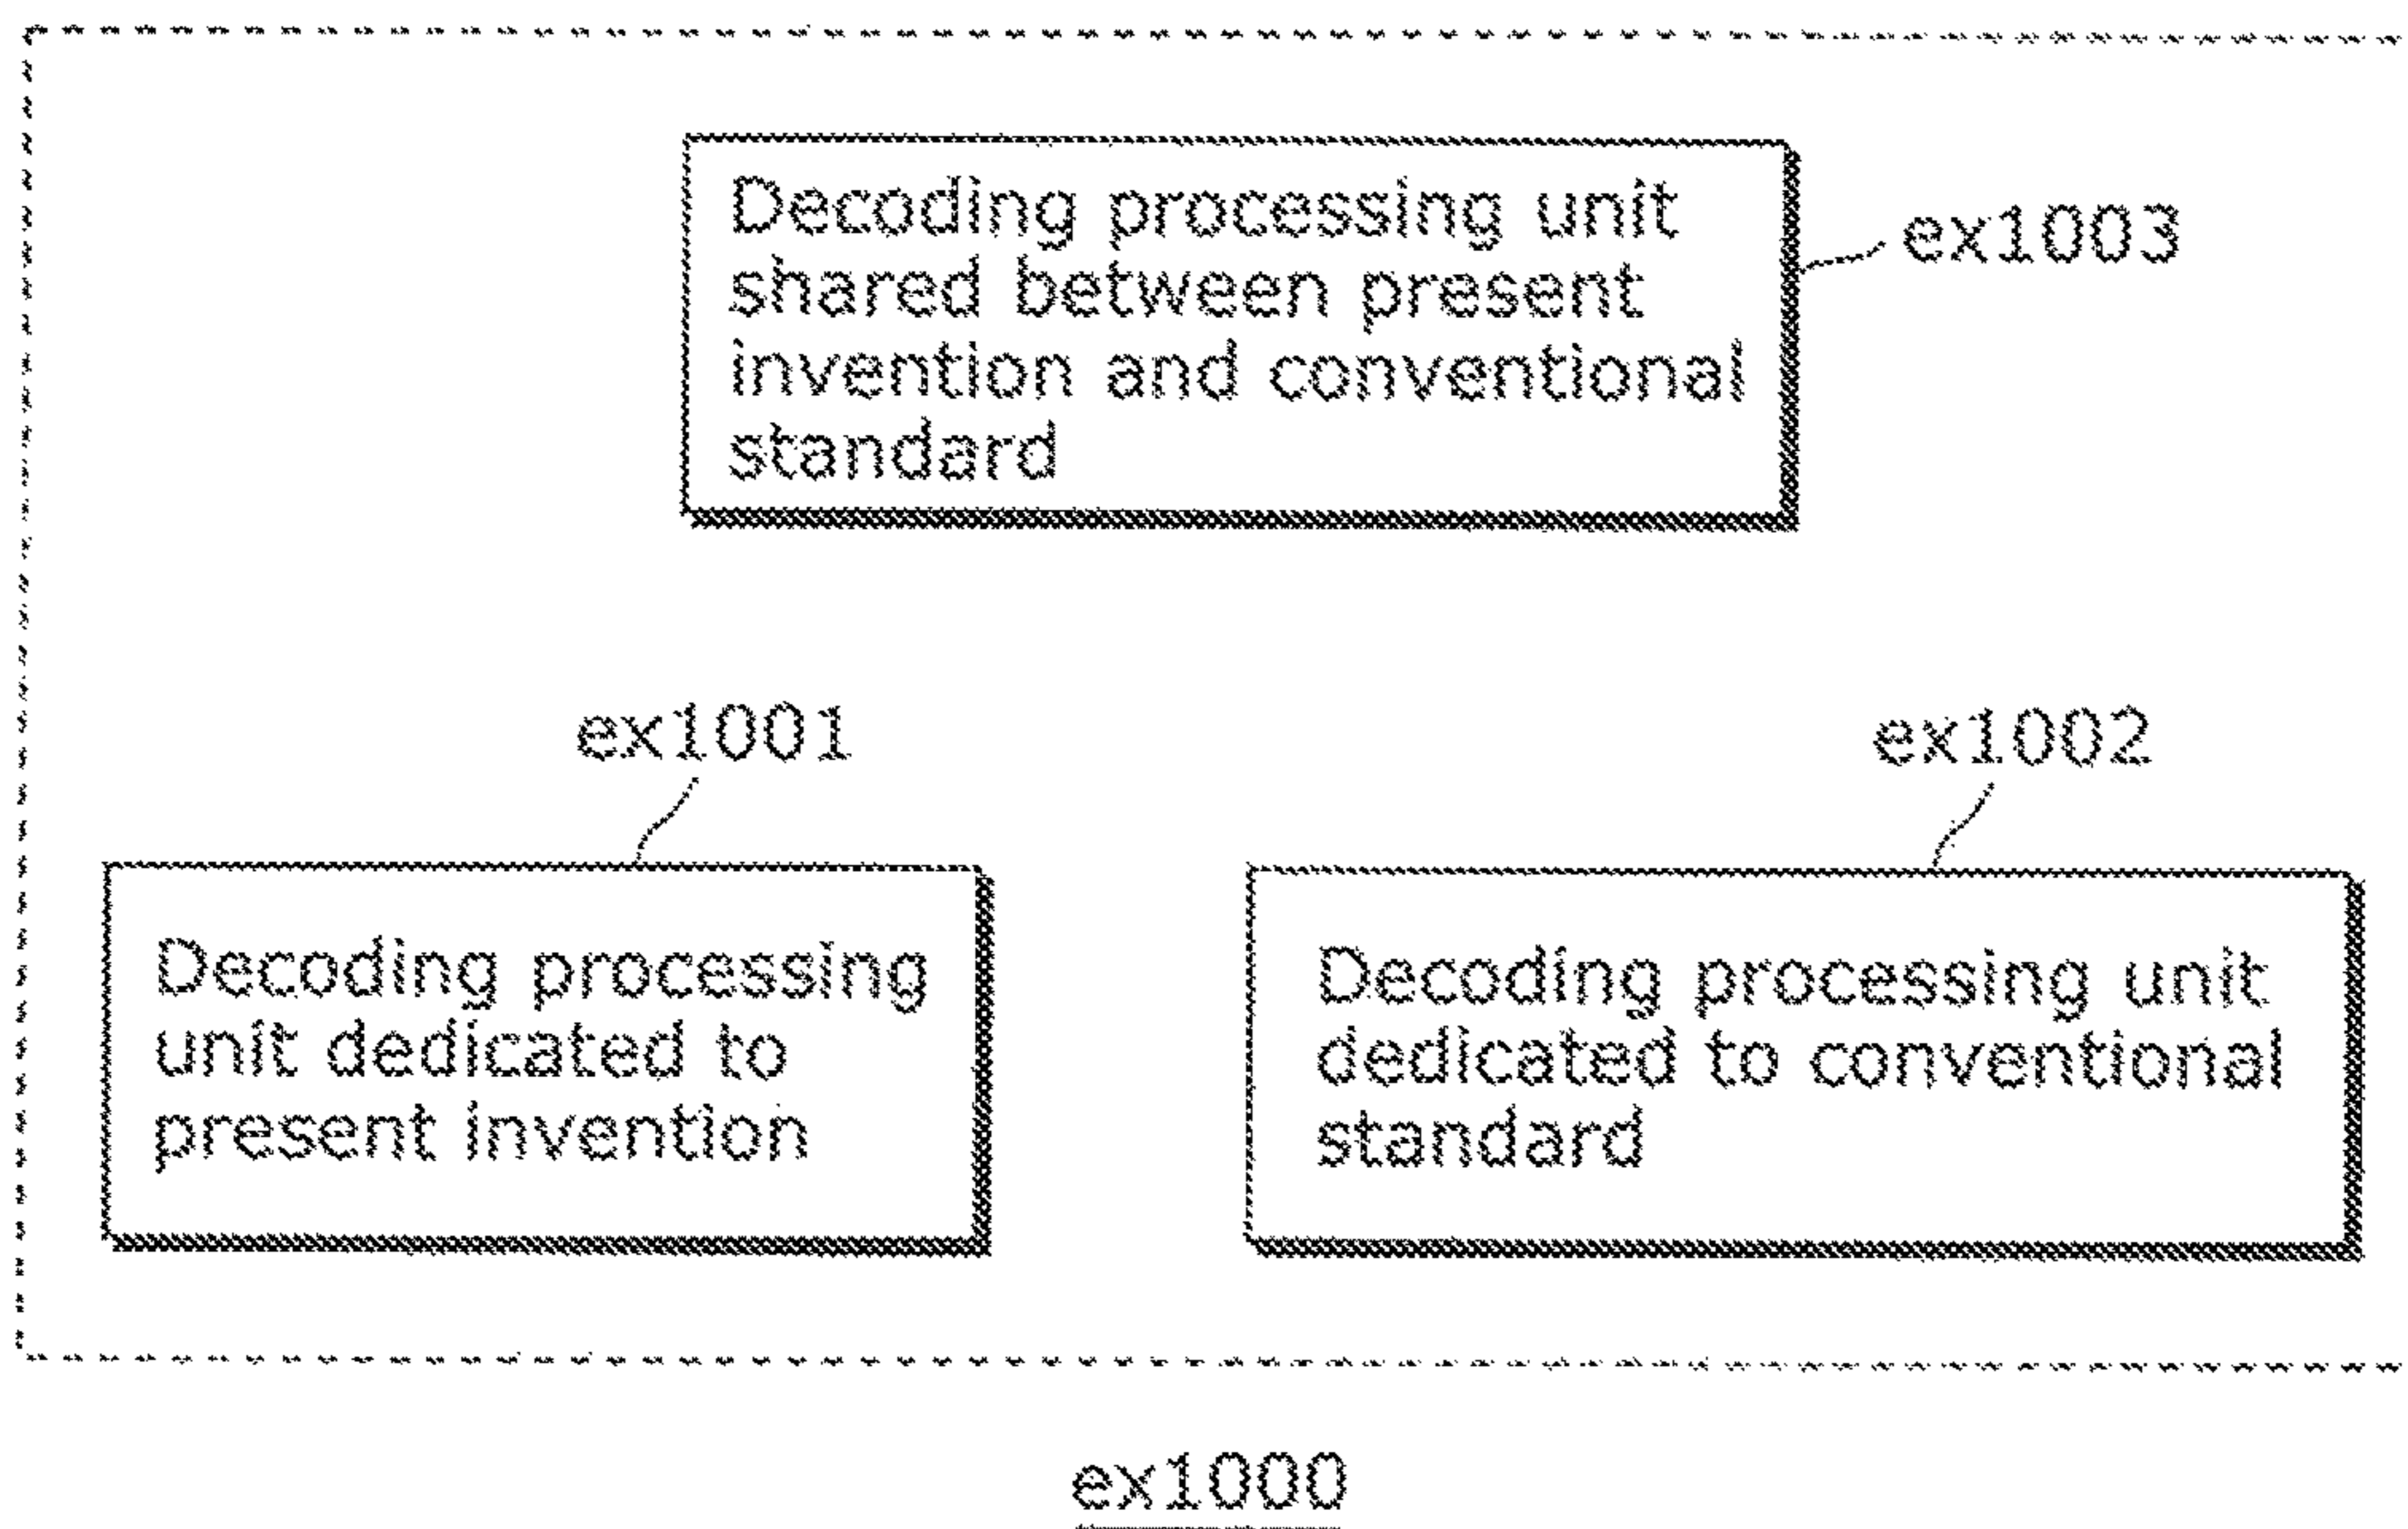 Decoding processing unit
shared between present
invention and conventional
standard
ex1003
ex1001
ex1002
Decoding processing
unit dedicated to
present invention
Decoding processing unit
dedicated to conventional
standard
ex1000